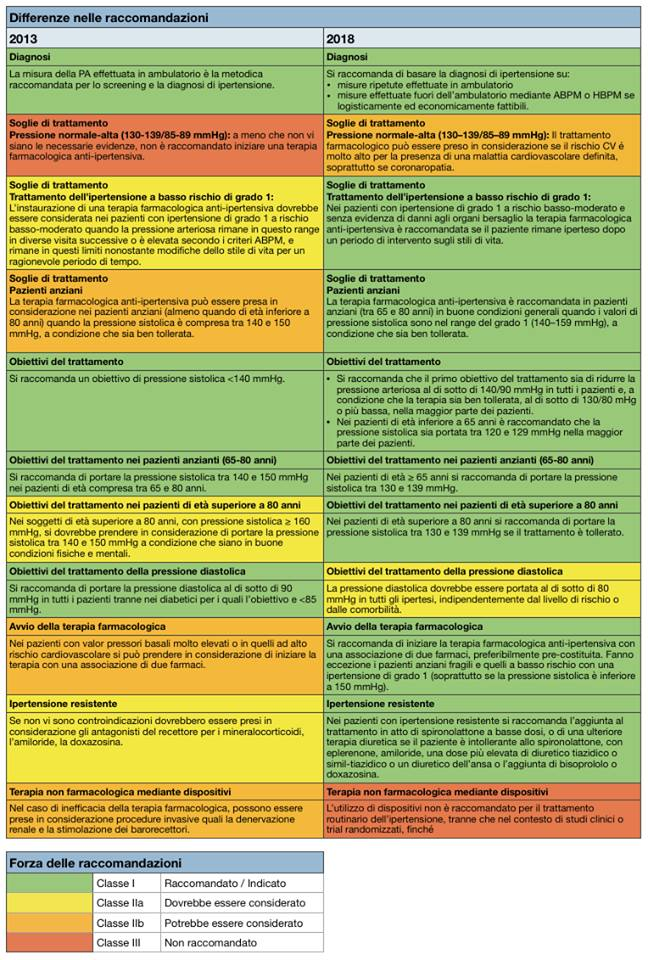 Differenze nelle raccomandazioni
2013
2018
Diagnosi
La misura della PA effettuata in ambulatorio è la metodica
raccomandata per lo screening e la diagnosi di ipertensione.
Diagnosi
Si raccomanda di basare la diagnosi di ipertensione su:
• misure ripetute effettuate in ambulatorio
• misure effettuate fuori dell'ambulatorio mediante ABPM o HBPM se
logisticamente ed economicamente fattibili.
Soglie di trattamento
Pressione normale-alta (130-139/85-89 mmHg): a meno che non vi
siano le necessarie evidenze, non è raccomandato iniziare una terapia
farmacologica anti-ipertensiva.
Soglie di trattamento
Pressione normale-alta (130–139/85–89 mmHg): Il trattamento
farmacologico può essere preso in considerazione se il rischio CV é
molto alto per la presenza di una malattia cardiovascolare definita,
soprattutto se coronaropatia.
Soglie di trattamento
Trattamento dell'ipertensione a basso rischio di grado 1:
L'instaurazione di una terapia farmacologica anti-ipertensiva dovrebbe
essere considerata nei pazienti con ipertensione di grado 1 a rischio
basso-moderato quando la pressione arteriosa rimane in questo range
in diverse visite successive o è elevata secondo i criteri ABPM, e
rimane in questi limiti nonostante modifiche dello stile di vita per un
ragionevole periodo di tempo.
Soglie di trattamento
Trattamento dell'ipertensione a basso rischio di grado 1:
Nei pazienti con ipertensione di grado 1 a rischio basso-moderato e
senza evidenza di danni agli organi bersaglio la terapia farmacologica
anti-ipertensiva è raccomandata se il paziente rimane iperteso dopo
un periodo di intervento sugli stili di vita.
Soglie di trattamento
Pazienti anziani
La terapia farmacologica anti-ipertensiva può essere presa in
considerazione nei pazienti anziani (almeno quando di età inferiore a
80 anni) quando la pressione sistolica è compresa tra 140 e 150
mmHg, a condizione che sia ben tollerata.
Soglie di trattamento
Pazienti anziani
La terapia farmacologica anti-ipertensiva è raccomandata in pazienti
anziani (tra 65 e 80 anni) in buone condizioni generali quando i valori di
pressione sistolica sono nel range del grado 1 (140–159 mmHg), a
condizione che sia ben tollerata.
Obiettivi del trattamento
Si raccomanda un obiettivo di pressione sistolica <140 mmHg.
Obiettivi del trattamento
• Si raccomanda che il primo obiettivo del trattamento sia di ridurre la
pressione arteriosa al di sotto di 140/90 mmHg in tutti i pazienti e, a
condizione che la terapia sia ben tollerata, al di sotto di 130/80 mHg
o più bassa, nella maggior parte dei pazienti.
• Nei pazienti di età inferiore a 65 anni è raccomandato che la
pressione sistolica sia portata tra 120 e 129 mmHg nella maggior
parte dei pazienti.
Obiettivi del trattamento nei pazienti anzianti (65-80 anni)
Si raccomanda di portare la pressione sistolica tra 140 e 150 mmHg
nei pazienti di età compresa tra 65 e 80 anni.
Obiettivi del trattamento nei pazienti anzianti (65-80 anni)
Nei pazienti di età ≥ 65 anni si raccomanda di portare la pressione
sistolica tra 130 e 139 mmHg.
Obiettivi del trattamento nei pazienti di età superiore a 80 anni
Nei soggetti di età superiore a 80 anni, con pressione sistolica ≥ 160
mmHg, si dovrebbe prendere in considerazione di portare la pressione
sistolica tra 140 e 150 mmHg a condizione che siano in buone
condizioni fisiche e mentali.
Obiettivi del trattamento nei pazienti di età superiore a 80 anni
Nei pazienti di età superiore a 80 anni si raccomanda di portare la
pressione sistolica tra 130 e 139 mmHg se il trattamento è tollerato.
Obiettivi del trattamento della pressione diastolica
Si raccomanda di portare la pressione diastolica al di sotto di 90
mmHg in tutti i pazienti tranne nei diabetici per i quali l'obiettivo e <85
mmHg.
Obiettivi del trattamento della pressione diastolica
La pressione diastolica dovrebbe essere portata al di sotto di 80
mmHg in tutti gli ipertesi, indipendentemente dal livello di rischio o
dalle comorbilità.
Avvio della terapia farmacologica
Nei pazienti con valor pressori basali molto elevati o in quelli ad alto
rischio cardiovascolare si può prendere in considerazione di iniziare la
terapia con una associazione di due farmaci.
Avvio della terapia farmacologica
Si raccomanda di iniziare la terapia farmacologica anti-ipertensiva con
una associazione di due farmaci, preferibilmente pre-costituita. Fanno
eccezione i pazienti anziani fragili e quelli a basso rischio con una
ipertensione di grado 1 (soprattutto se la pressione sistolica è inferiore
a 150 mmHg).
Ipertensione resistente
Se non vi sono controindicazioni dovrebbero essere presi in
considerazione gli antagonisti del recettore per i mineralocorticoidi,
l'amiloride, la doxazosina.
Ipertensione resistente
Nei pazienti con ipertensione resistente si raccomanda l'aggiunta al
trattamento in atto di spironolattone a basse dosi, o di una ulteriore
terapia diuretica se il paziente è intollerante allo spironolattone, con
eplerenone, amiloride, una dose più elevata di diuretico tiazidico o
simil-tiazidico o un diuretico dell'ansa o l'aggiunta di bisoprololo o
doxazosina.
Terapia non farmacologica mediante dispositivi
Nel caso di inefficacia della terapia farmacologica, possono essere
prese in considerazione procedure invasive quali la denervazione
renale e la stimolazione dei barorecettori.
Terapia non farmacologica mediante dispositivi
L'utilizzo di dispositivi non è raccomandato per il trattamento
routinario dell'ipertensione, tranne che nel contesto di studi clinici o
trial randomizzati, finché
Forza delle raccomandazioni
Classe I Raccomandato / Indicato
Classe IIa Dovrebbe essere considerato
Classe IIb Potrebbe essere considerato
Classe III Non raccomandato